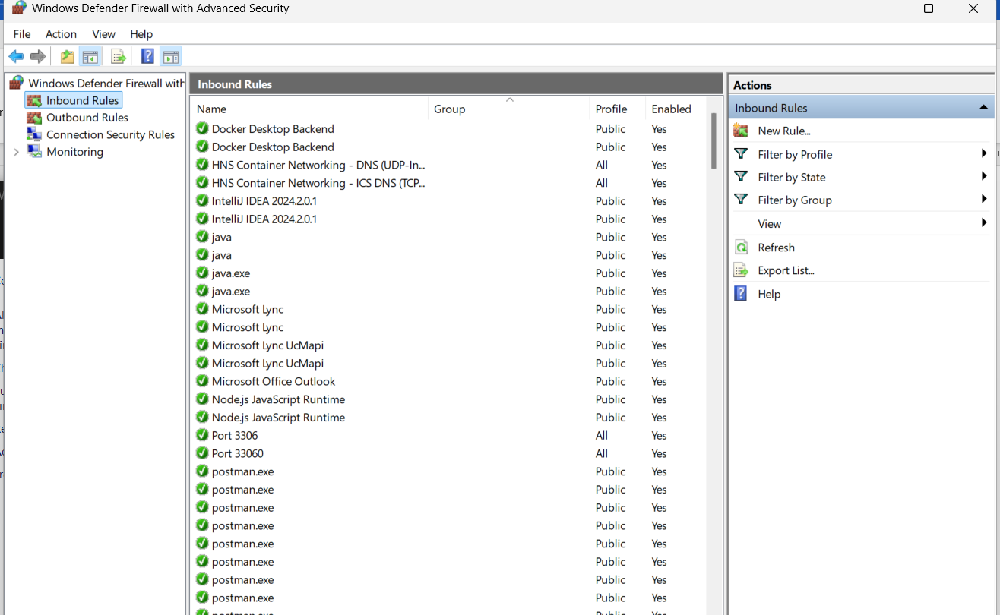 Windows Defender Firewall with Advanced Security
File Action View Help
Windows Defender Firewall with
Inbound Rules
Outbound Rules
Connection Security Rules
Monitoring
Inbound Rules
Name Group Profile Enabled
Docker Desktop Backend Public Yes
Docker Desktop Backend Public Yes
HNS Container Networking - DNS (UDP-In... All Yes
HNS Container Networking - ICS DNS (TCP... All Yes
IntelliJ IDEA 2024.2.0.1 Public Yes
IntelliJ IDEA 2024.2.0.1 Public Yes
java Public Yes
java Public Yes
java.exe Public Yes
java.exe Public Yes
Microsoft Lync Public Yes
Microsoft Lync Public Yes
Microsoft Lync UcMapi Public Yes
Microsoft Lync UcMapi Public Yes
Microsoft Office Outlook Public Yes
Node.js JavaScript Runtime Public Yes
Node.js JavaScript Runtime Public Yes
Port 3306 All Yes
Port 33060 All Yes
postman.exe Public Yes
postman.exe Public Yes
postman.exe Public Yes
postman.exe Public Yes
postman.exe Public Yes
postman.exe Public Yes
postman.exe Public Yes
postman.exe Public Yes
Actions
Inbound Rules
New Rule...
Filter by Profile
Filter by State
Filter by Group
View
Refresh
Export List...
Help